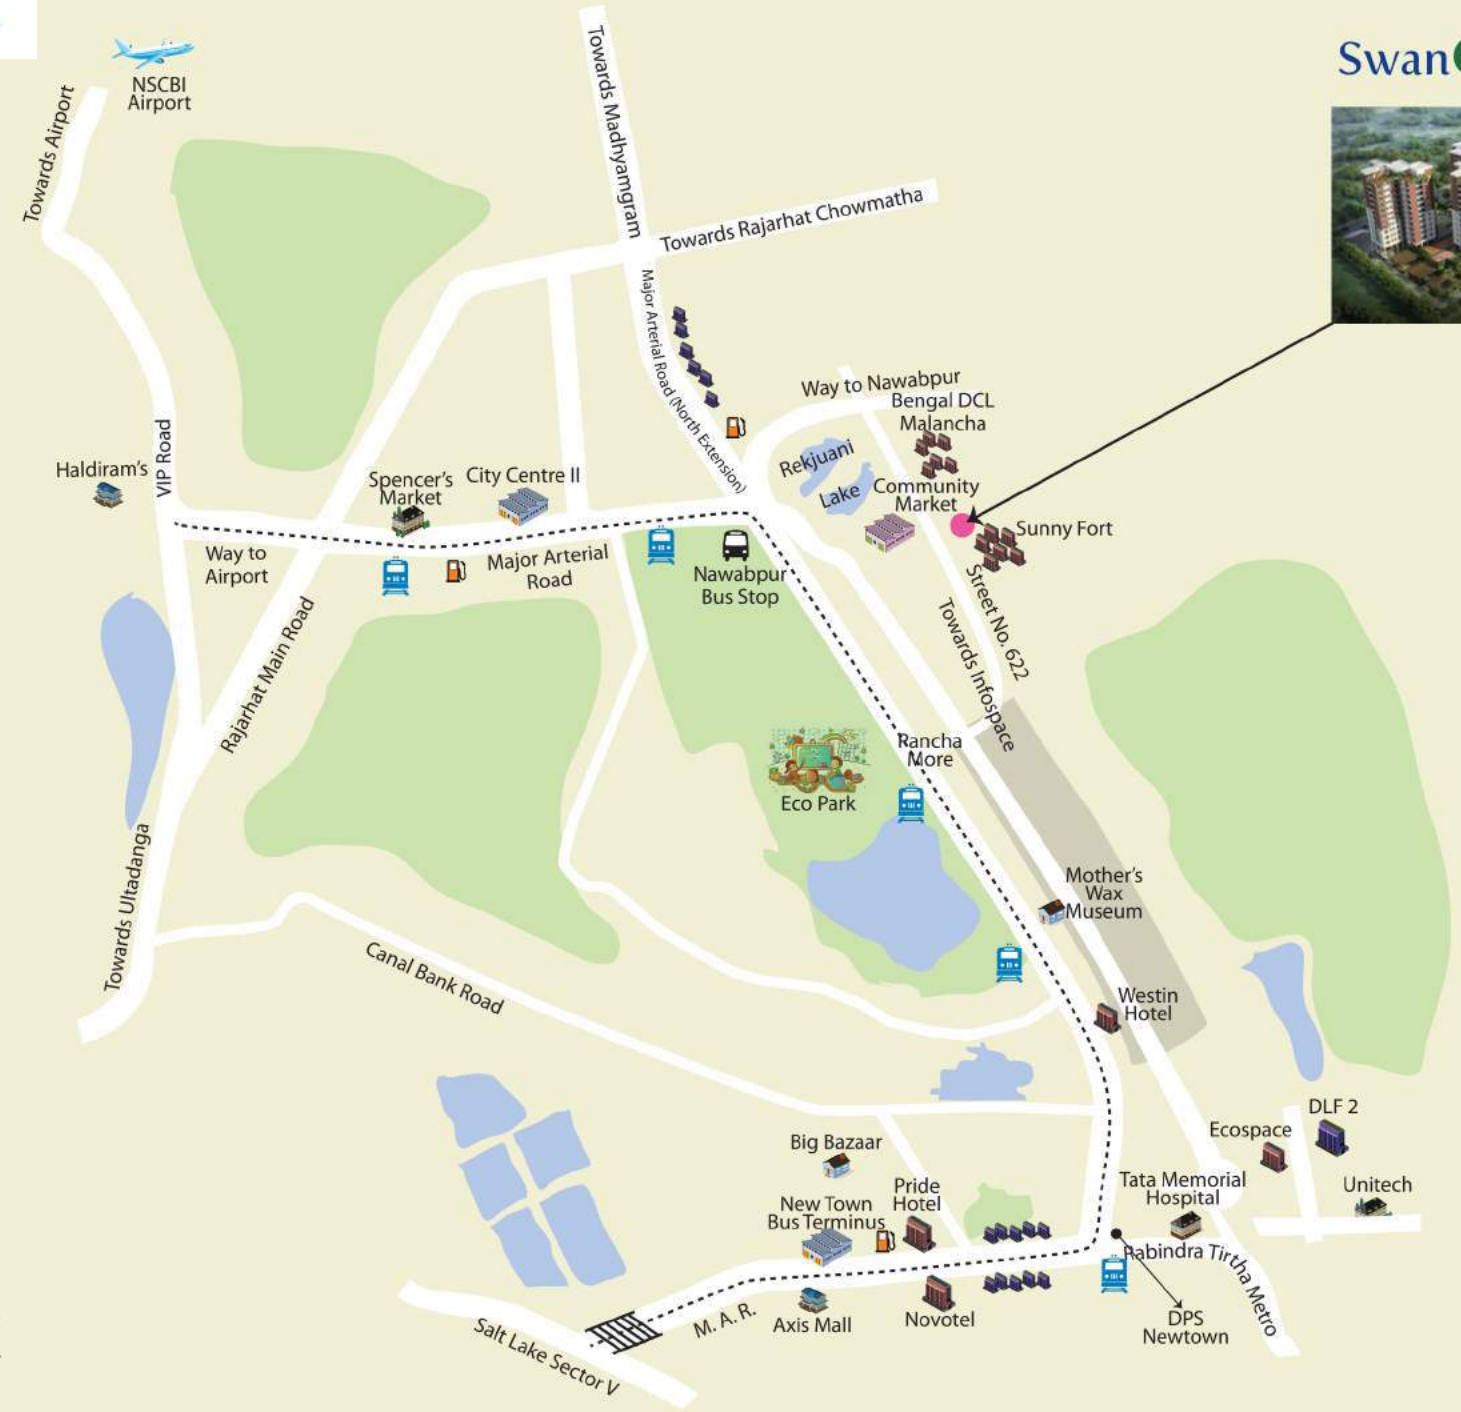 NSCBI
Airport
Towards Airport
Towards Madhyamgram
Swan
Towards Rajarhat Chowmatha
Major Arterial Road (North Extension)
Way to Nawabpur
Bengal DCL
Malancha
Rekjuani
Lake
Community
Market
Sunny Fort
Haldiram's
VIP Road
Spencer's
Market
City Centre II
Way to
Airport
Major Arterial
Road
Nawabpur
Bus Stop
Street No. 622
Towards Infospace
Rajarhat Main Road
Rancha
More
Eco Park
Mother's
Wax
Museum
Towards Ultadanga
Canal Bank Road
Westin
Hotel
DLF 2
Ecospace
Big Bazaar
Tata Memorial
Hospital
Unitech
Pride
Hotel
New Town
Bus Terminus
Rabindra Tirtha Metro
M. A. R.
Axis Mall
Novotel
DPS
Newtown
Salt Lake Sector V